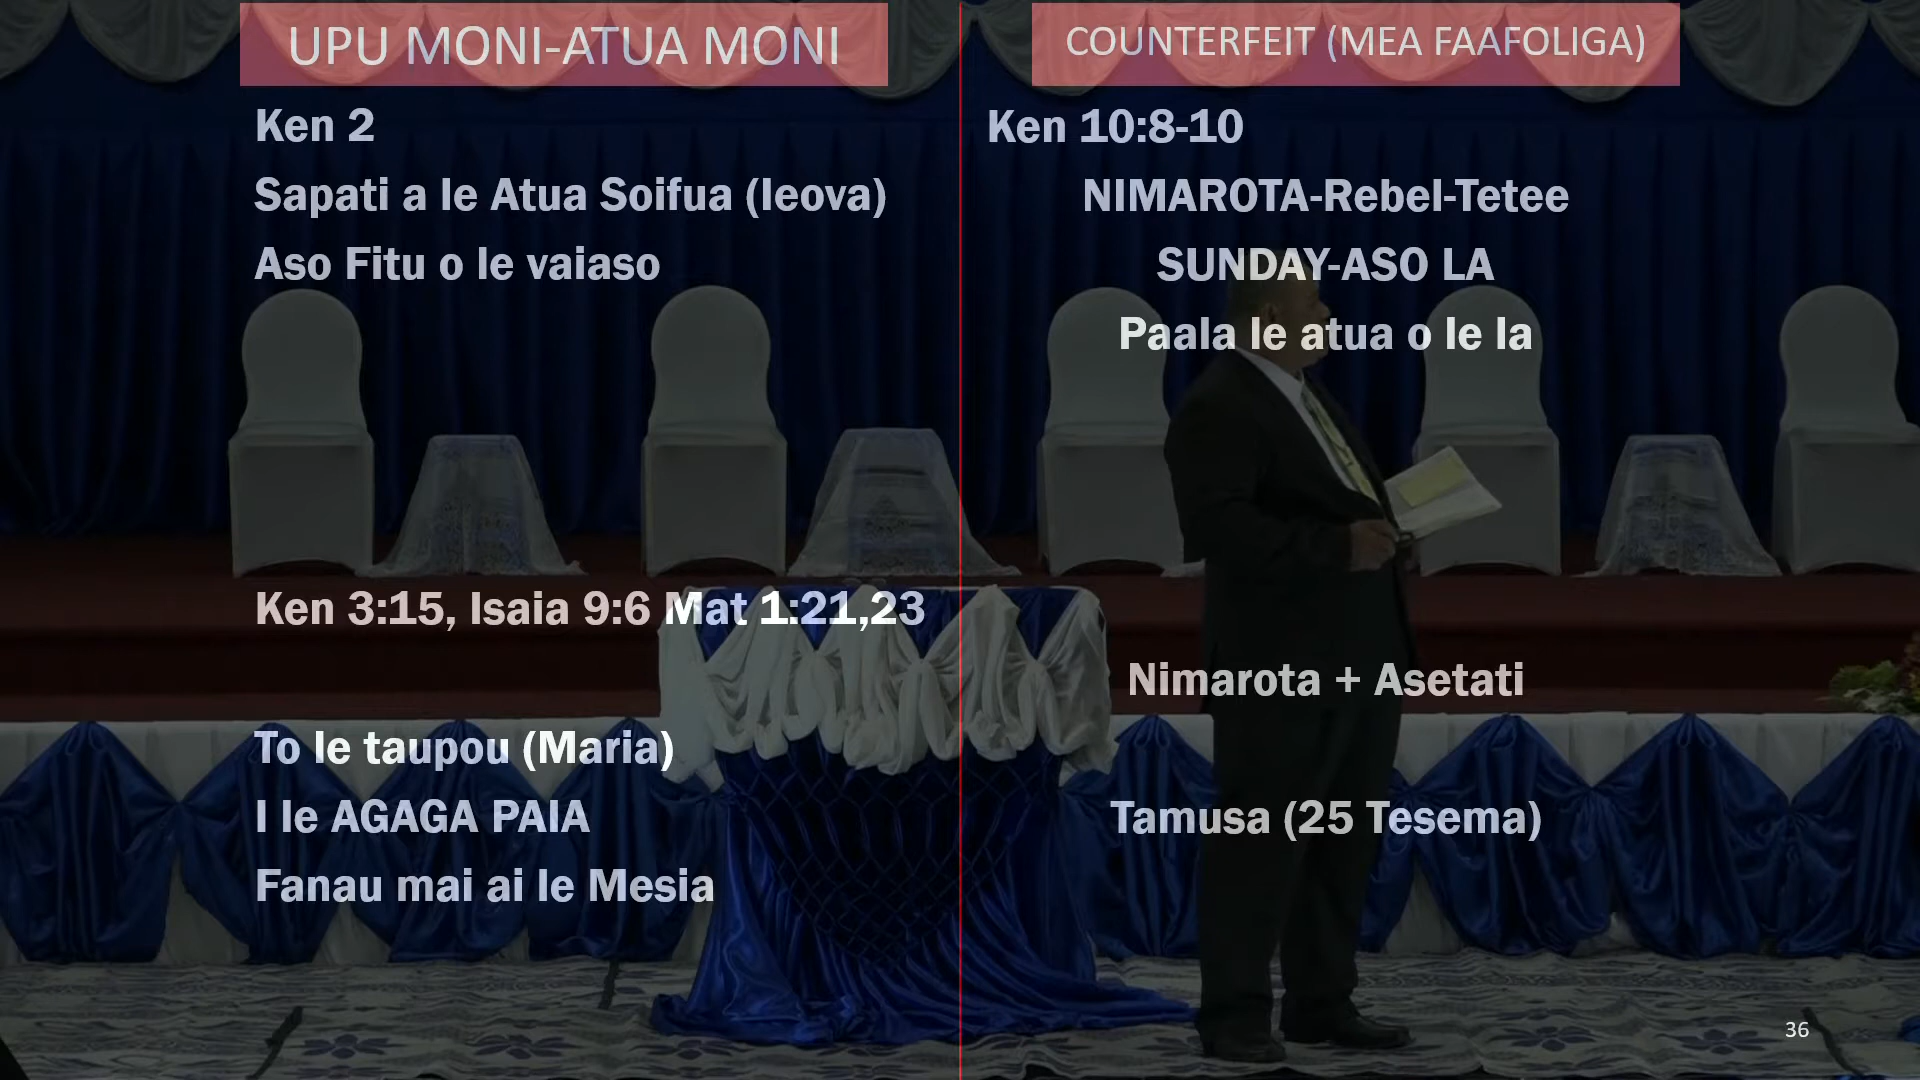 UPU MONI-ATUA MONI
Ken 2
Sapati a le Atua Soifua (Ieova)
Aso Fitu o le vaiaso
Ken 3:15, Isaia 9:6 Mat 1:21,23
To le taupou (Maria)
I le AGAGA PAIA
Fanau mai ai le Mesia
COUNTERFEIT (MEA FAAFOLIGA)
Ken 10:8-10
NIMAROTA-Rebel-Tetee
SUNDAY-ASO LA
Paala le atua o le la
Nimarota + Asetati
Tamusa (25 Tesema)
36